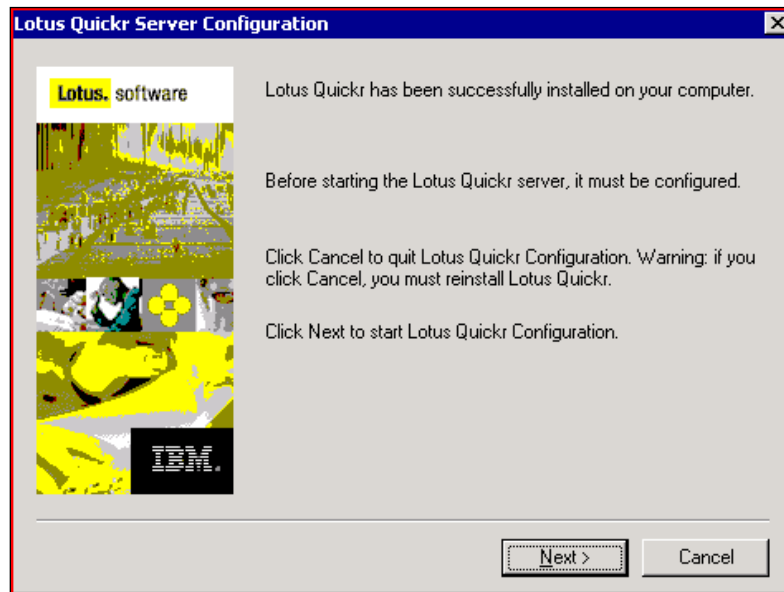 Lotus Quickr Server Configuration
Lotus. software
Lotus Quickr has been successfully installed on your computer.
Before starting the Lotus Quickr server, it must be configured.
Click Cancel to quit Lotus Quickr Configuration. Warning: if you
click Cancel, you must reinstall Lotus Quickr.
Click Next to start Lotus Quickr Configuration.
IBM.
Next >
Cancel